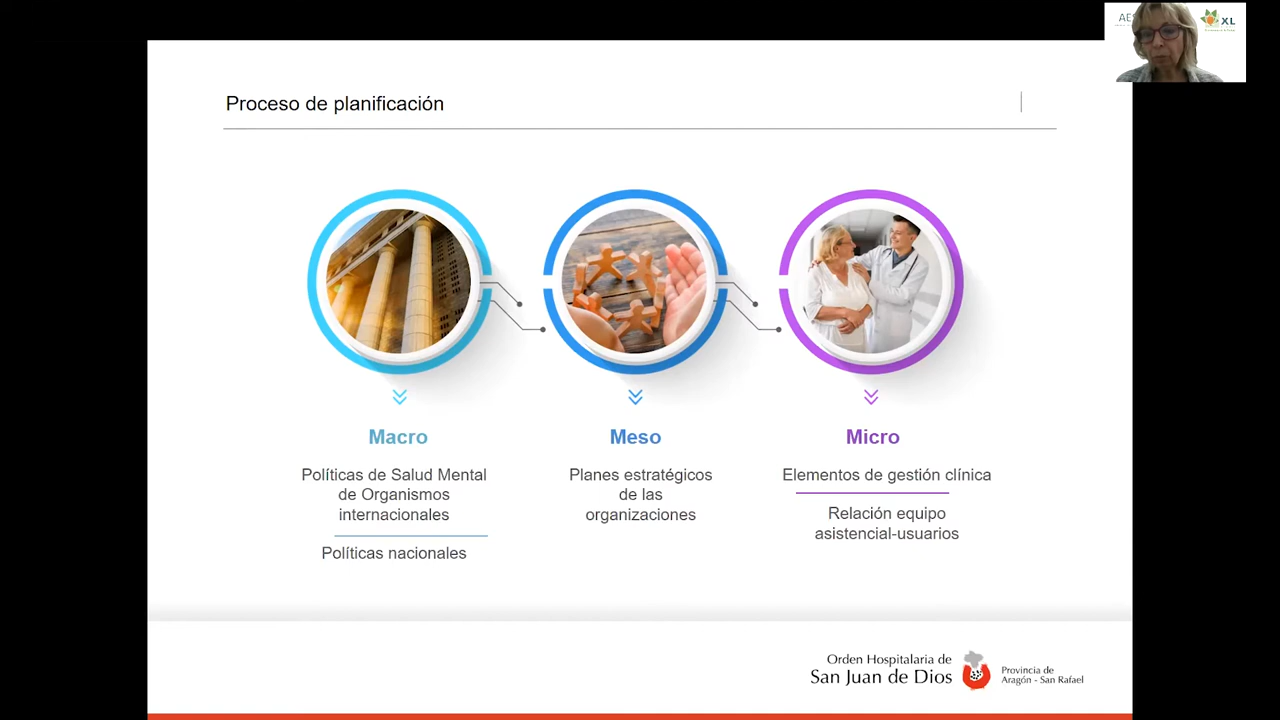 AES
XL
Proceso de planificación
Macro
Políticas de Salud Mental
de Organismos
internacionales
Políticas nacionales
Meso
Planes estratégicos
de las
organizaciones
Micro
Elementos de gestión clínica
Relación equipo
asistencial-usuarios
Orden Hospitalaria de
San Juan de Dios
Provincia de
Aragón - San Rafael